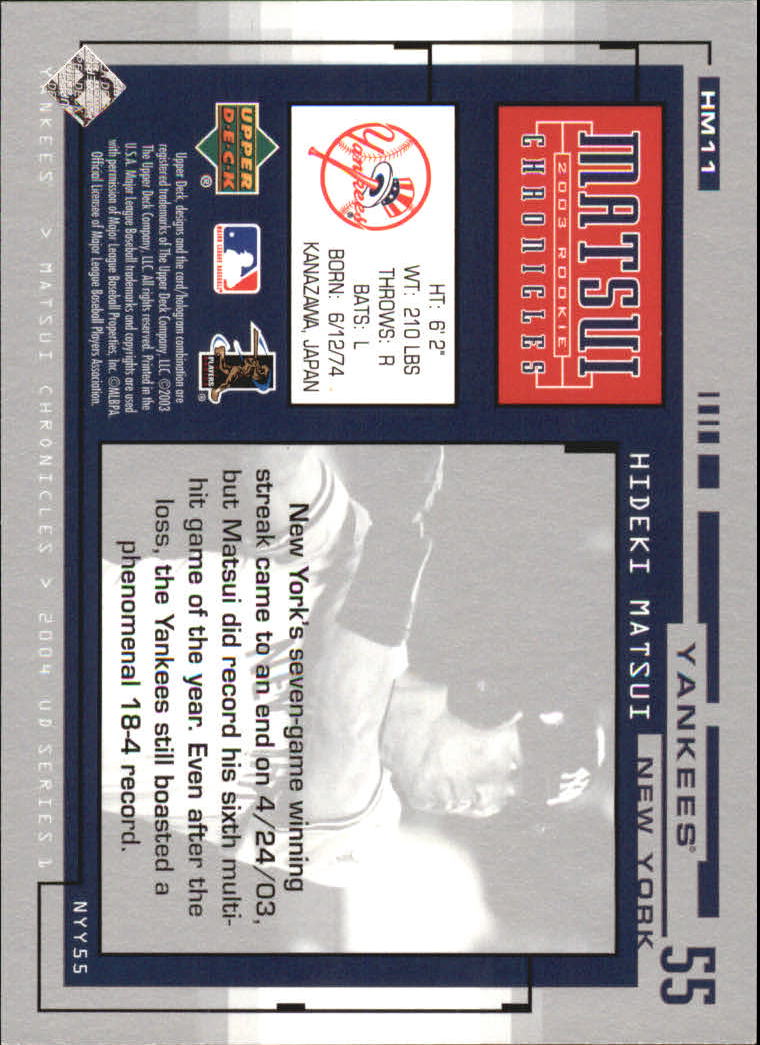 HM11
YANKEES®
NEW YORK
55
HIDEKI MATSUI
MATSUI
2003 ROOKIE
CHRONICLES
Yankees®
HT: 6' 2"
WT: 210 LBS
THROWS: R
BATS: L
BORN: 6/12/74
KANAZAWA, JAPAN
New York's seven-game winning
streak came to an end on 4/24/03,
but Matsui did record his sixth multi-
hit game of the year. Even after the
loss, the Yankees still boasted a
phenomenal 18-4 record.
UPPER
DECK
®
MAJOR LEAGUE BASEBALL
PLAYERS
®
Upper Deck, designs and the card/hologram combination are
registered trademarks of The Upper Deck Company, LLC. ©2003
The Upper Deck Company, LLC. All rights reserved. Printed in the
U.S.A. Major League Baseball trademarks and copyrights are used
with permission of Major League Baseball Properties, Inc. ©MLBPA
Official Licensee of Major League Baseball Players Association.
NYY55
YANKEES > MATSUI CHRONICLES > 2004 UD SERIES 1